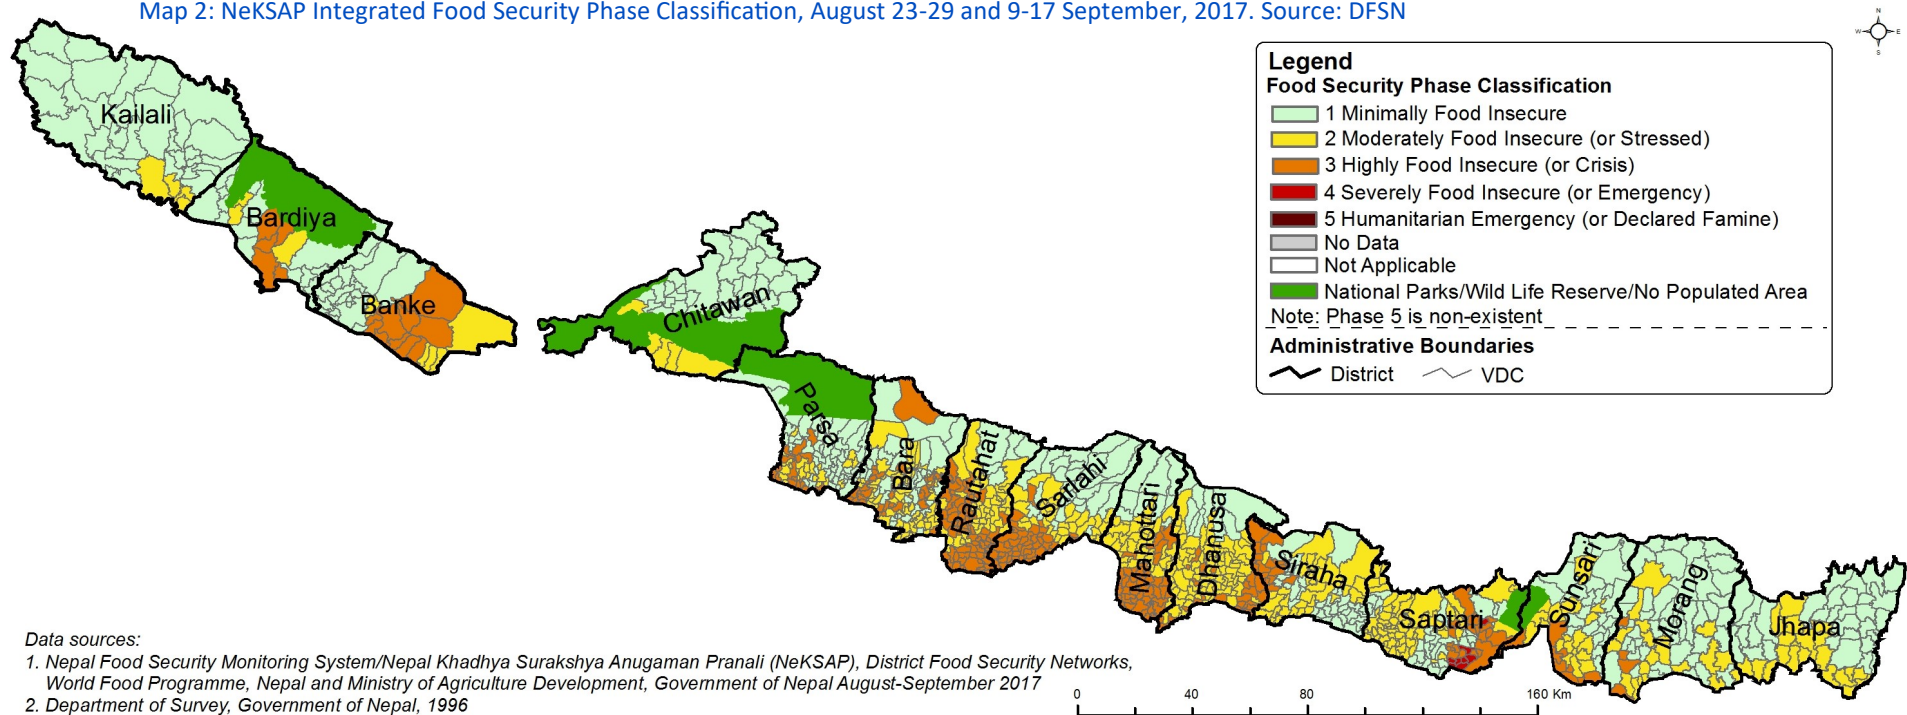 Map 2: NeKSAP Integrated Food Security Phase Classification, August 23-29 and 9-17 September, 2017. Source: DFSN
N
W E
S
Legend
Food Security Phase Classification
1 Minimally Food Insecure
2 Moderately Food Insecure (or Stressed)
3 Highly Food Insecure (or Crisis)
4 Severely Food Insecure (or Emergency)
5 Humanitarian Emergency (or Declared Famine)
No Data
Not Applicable
National Parks/Wild Life Reserve/No Populated Area
Note: Phase 5 is non-existent
Administrative Boundaries
District VDC
Kailali
Bardiya
Banke
Chitawan
Parsa
Bara
Rautahat
Sarlahi
Mahottari
Dhanusa
Siraha
Saptari
Sunsari
Morang
Jhapa
Data sources:
1. Nepal Food Security Monitoring System/Nepal Khadhya Surakshya Anugaman Pranali (NeKSAP), District Food Security Networks,
World Food Programme, Nepal and Ministry of Agriculture Development, Government of Nepal August-September 2017
2. Department of Survey, Government of Nepal, 1996
0 40 80 160 Km